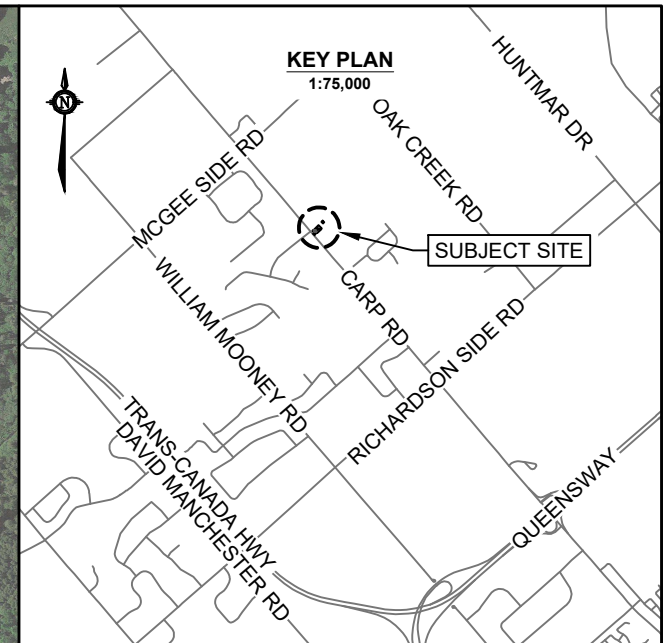 KEY PLAN
1:75,000
N
HUNTMAR DR
OAK CREEK RD
MCGEE SIDE RD
SUBJECT SITE
WILLIAM MOONEY RD
CARP RD
RICHARDSON SIDE RD
TRANS-CANADA HWY
DAVID MANCHESTER RD
QUEENSWAY